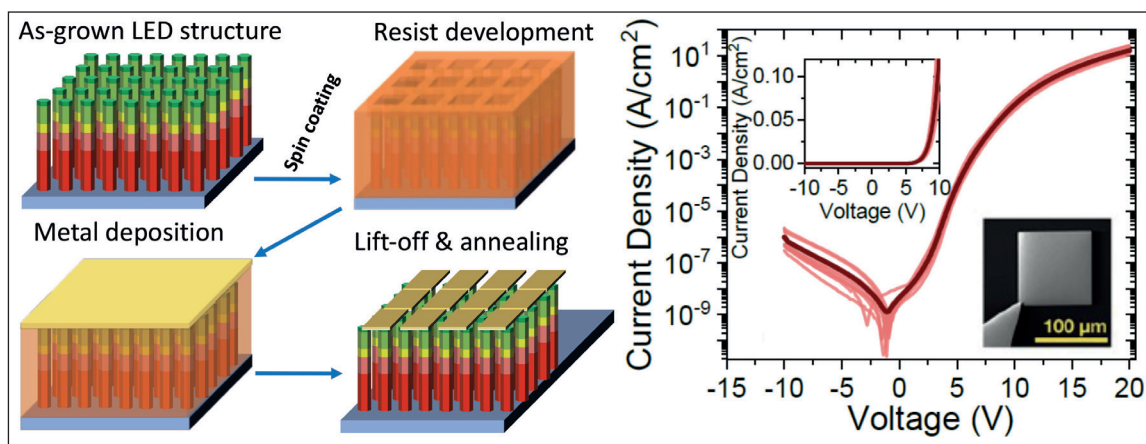 As-grown LED structure
Resist development
Spin coating
Metal deposition
Lift-off & annealing
Current Density (A/cm²)
10¹
10⁻¹
10⁻³
10⁻⁵
10⁻⁷
10⁻⁹
-15 -10 -5 0 5 10 15 20
Voltage (V)
Current Density (A/cm²)
0.10
0.05
0.00
-10 -5 0 5 10
Voltage (V)
100 µm